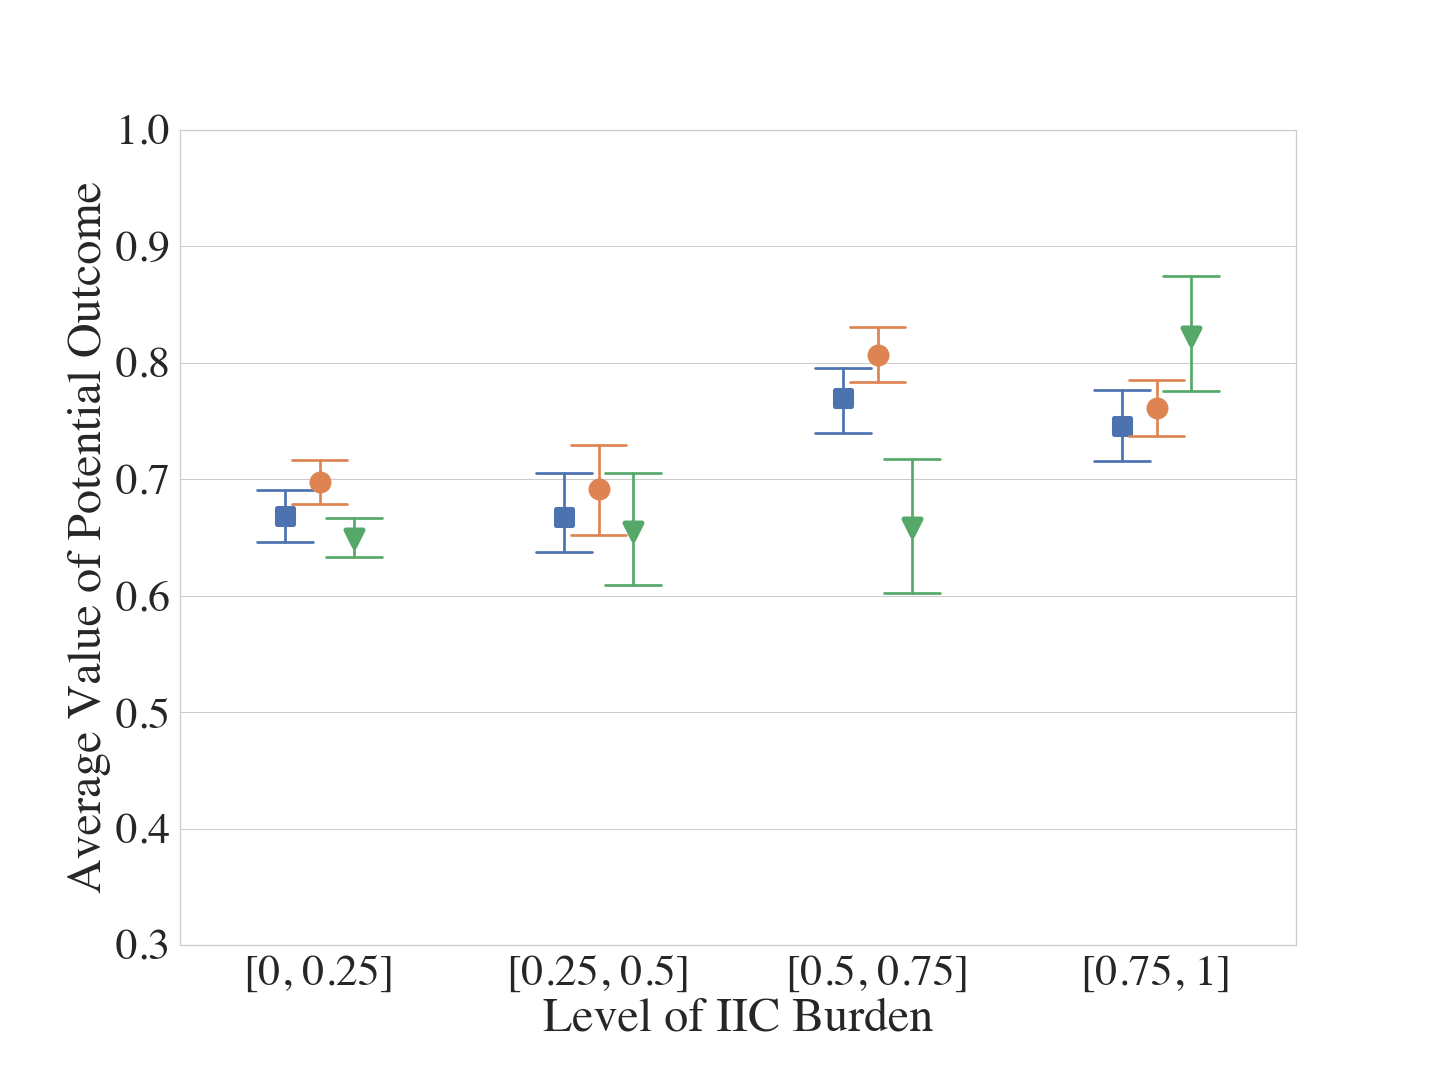 Average Value of Potential Outcome
1.0
0.9
0.8
0.7
0.6
0.5
0.4
0.3
[0, 0.25] [0.25, 0.5] [0.5, 0.75] [0.75, 1]
Level of IIC Burden